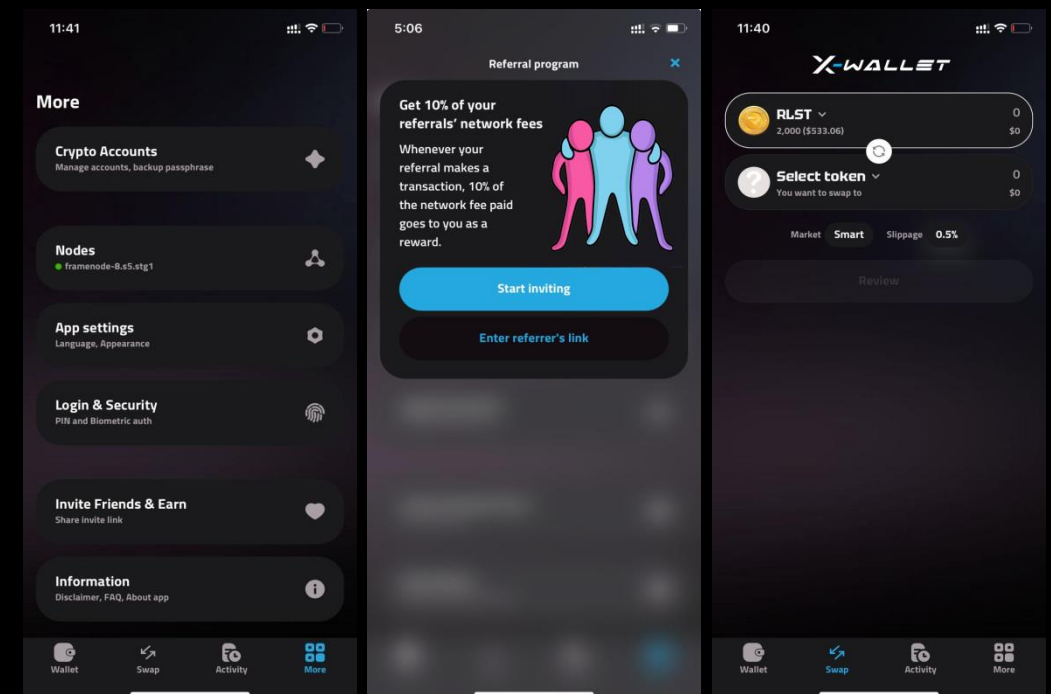 11:41
More
Crypto Accounts
Manage accounts, backup passphrase
Nodes
framenode-8.s5.stg1
App settings
Language, Appearance
Login & Security
PIN and Biometric auth
Invite Friends & Earn
Share invite link
Information
Disclaimer, FAQ, About app
Wallet
Swap
Activity
More
5:06
Referral program
Get 10% of your
referrals’ network fees
Whenever your
referral makes a
transaction, 10% of
the network fee paid
goes to you as a
reward.
Start inviting
Enter referrer's link
11:40
X-WALLET
RLST 0
2,000 ($533.06) $0
Select token 0
You want to swap to $0
Market Smart Slippage 0.5%
Review
Wallet
Swap
Activity
More